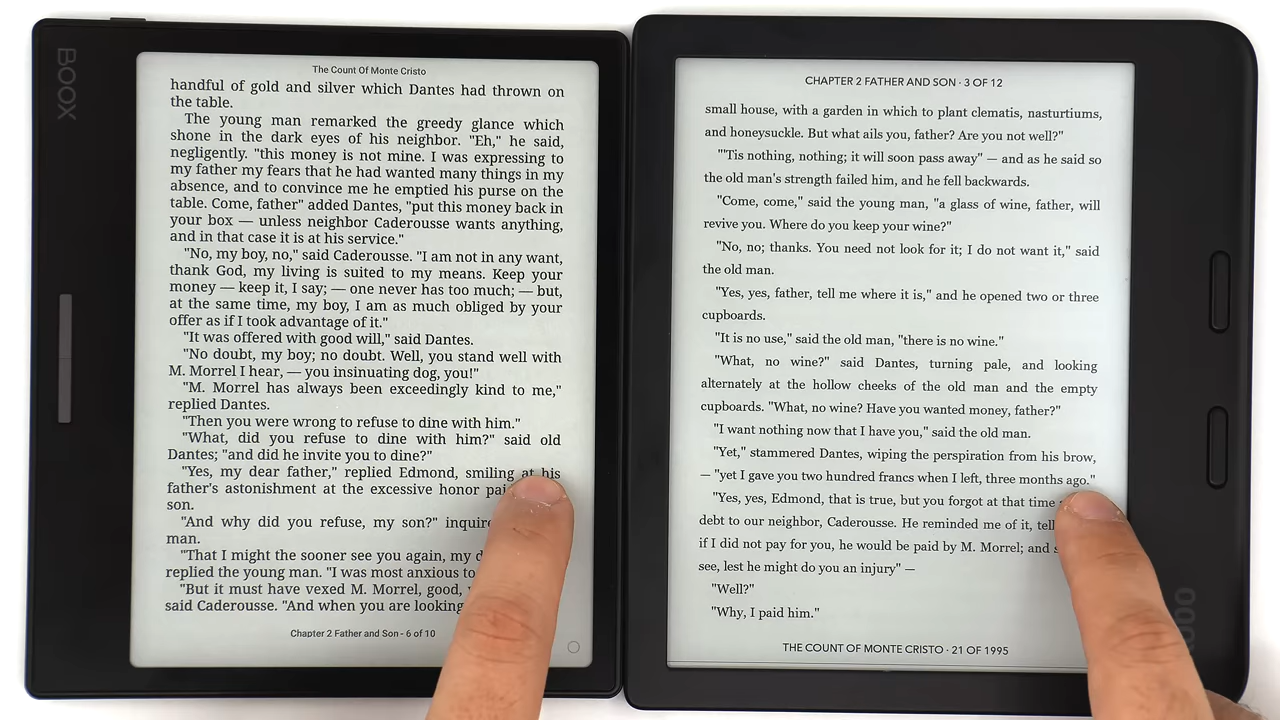 BOOX
The Count Of Monte Cristo
handful of gold and silver which Dantes had thrown on
the table.
The young man remarked the greedy glance which
shone in the dark eyes of his neighbor. "Eh," he said,
negligently. "this money is not mine. I was expressing to
my father my fears that he had wanted many things in my
absence, and to convince me he emptied his purse on the
table. Come, father" added Dantes, "put this money back in
your box — unless neighbor Caderousse wants anything,
and in that case it is at his service."
"No, my boy, no," said Caderousse. "I am not in any want,
thank God, my living is suited to my means. Keep your
money — keep it, I say; — one never has too much; — but,
at the same time, my boy, I am as much obliged by your
offer as if I took advantage of it."
"It was offered with good will," said Dantes.
"No doubt, my boy; no doubt. Well, you stand well with
M. Morrel I hear, — you insinuating dog, you!"
"M. Morrel has always been exceedingly kind to me,"
replied Dantes.
"Then you were wrong to refuse to dine with him."
"What, did you refuse to dine with him?" said old
Dantes; "and did he invite you to dine?"
"Yes, my dear father," replied Edmond, smiling at his
father's astonishment at the excessive honor
son.
"And why did you refuse, my son?"
man.
"That I might the sooner see you again, my
replied the young man. "I was most anxious to
"But it must have vexed M. Morrel, good,
said Caderousse. "And when you are looking
Chapter 2 Father and Son - 6 of 10
CHAPTER 2 FATHER AND SON · 3 OF 12
small house, with a garden in which to plant clematis, nasturtiums,
and honeysuckle. But what ails you, father? Are you not well?"
"'Tis nothing, nothing; it will soon pass away" — and as he said so
the old man's strength failed him, and he fell backwards.
"Come, come," said the young man, "a glass of wine, father, will
revive you. Where do you keep your wine?"
"No, no; thanks. You need not look for it; I do not want it," said
the old man.
"Yes, yes, father, tell me where it is," and he opened two or three
cupboards.
"It is no use," said the old man, "there is no wine."
"What, no wine?" said Dantes, turning pale, and looking
alternately at the hollow cheeks of the old man and the empty
cupboards. "What, no wine? Have you wanted money, father?"
"I want nothing now that I have you," said the old man.
"Yet," stammered Dantes, wiping the perspiration from his brow,
— "yet I gave you two hundred francs when I left, three months ago."
"Yes, yes, Edmond, that is true, but you forgot at that time
debt to our neighbor, Caderousse. He reminded me of it,
if I did not pay for you, he would be paid by M. Morrel; and
see, lest he might do you an injury" —
"Well?"
"Why, I paid him."
THE COUNT OF MONTE CRISTO · 21 OF 1995